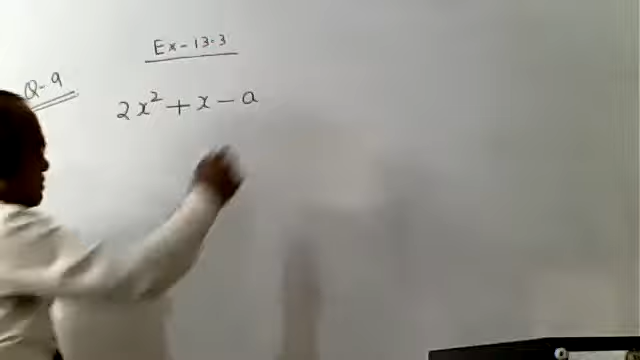 Ex - 13.3
Q-9
2x² + x - a